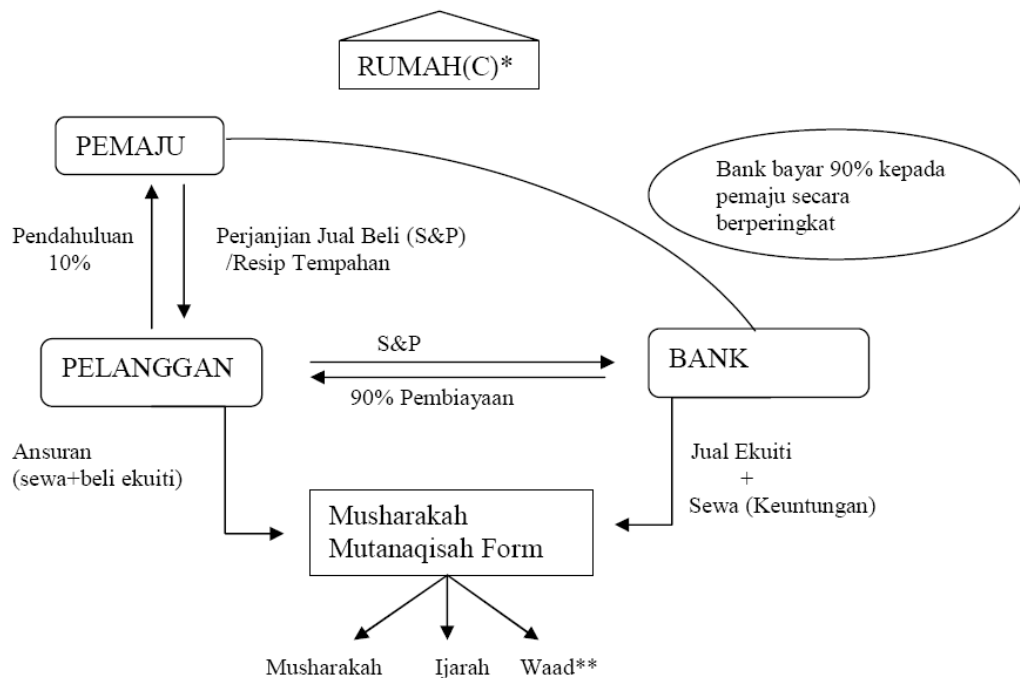 RUMAH(C)*
PEMAJU
Bank bayar 90% kepada
pemaju secara
berperingkat
Pendahuluan
10%
Perjanjian Jual Beli (S&P)
/Resip Tempahan
PELANGGAN
S&P
90% Pembiayaan
BANK
Ansuran
(sewa+beli ekuiti)
Jual Ekuiti
+
Sewa (Keuntungan)
Musharakah
Mutanaqisah Form
Musharakah
Ijarah
Waad**